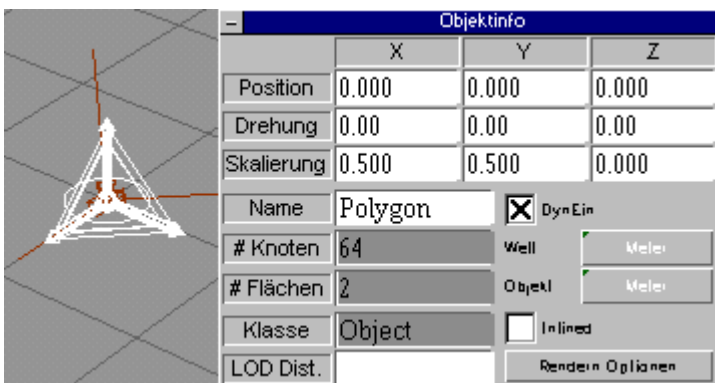 Objektinfo
X Y Z
Position 0.000 0.000 0.000
Drehung 0.00 0.00 0.00
Skalierung 0.500 0.500 0.000
Name Polygon DynEin
# Knoten 64 Welt Meter
# Flächen 2 Objekt Meter
Klasse Object Inlined
LOD Dist. Rendern Optionen